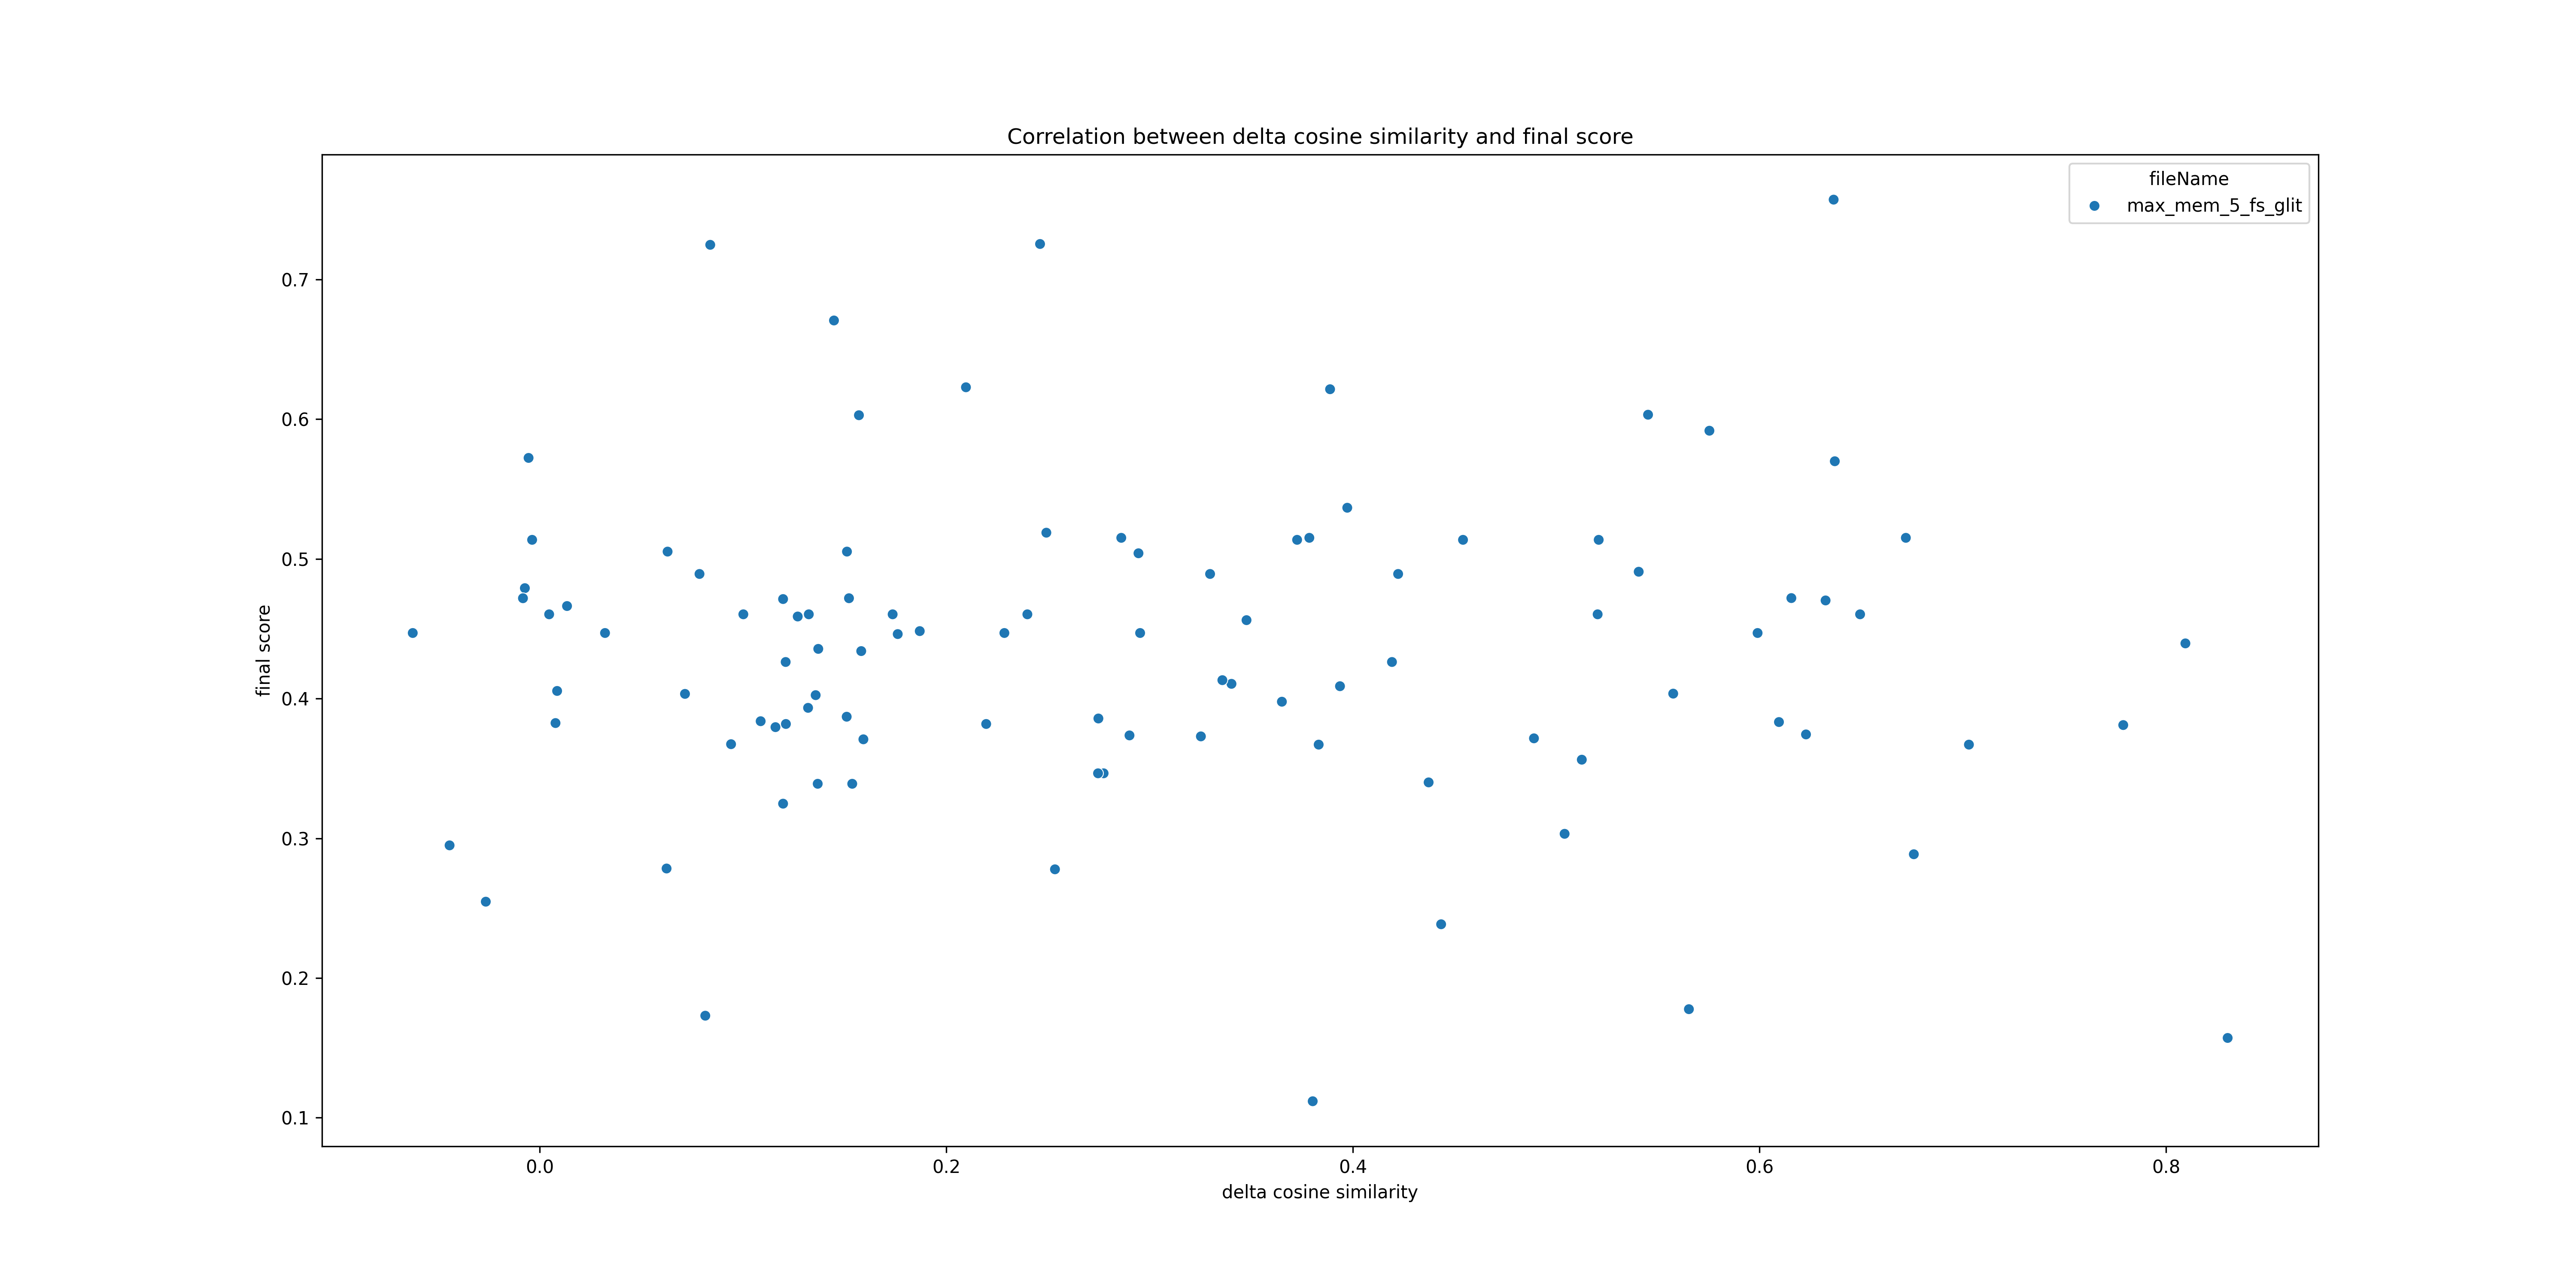 Correlation between delta cosine similarity and final score
fileName
max_mem_5_fs_glit
0.7
0.6
0.5
0.4
0.3
0.2
0.1
final score
0.0 0.2 0.4 0.6 0.8
delta cosine similarity